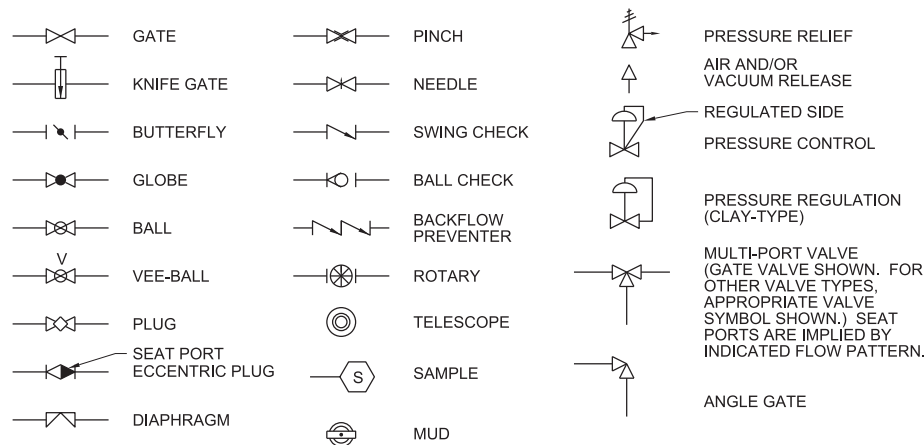 GATE
KNIFE GATE
BUTTERFLY
GLOBE
BALL
V
VEE-BALL
PLUG
SEAT PORT
ECCENTRIC PLUG
DIAPHRAGM
PINCH
NEEDLE
SWING CHECK
BALL CHECK
BACKFLOW
PREVENTER
ROTARY
TELESCOPE
S
SAMPLE
MUD
PRESSURE RELIEF
AIR AND/OR
VACUUM RELEASE
REGULATED SIDE
PRESSURE CONTROL
PRESSURE REGULATION
(CLAY-TYPE)
MULTI-PORT VALVE
(GATE VALVE SHOWN. FOR
OTHER VALVE TYPES,
APPROPRIATE VALVE
SYMBOL SHOWN.) SEAT
PORTS ARE IMPLIED BY
INDICATED FLOW PATTERN.
ANGLE GATE